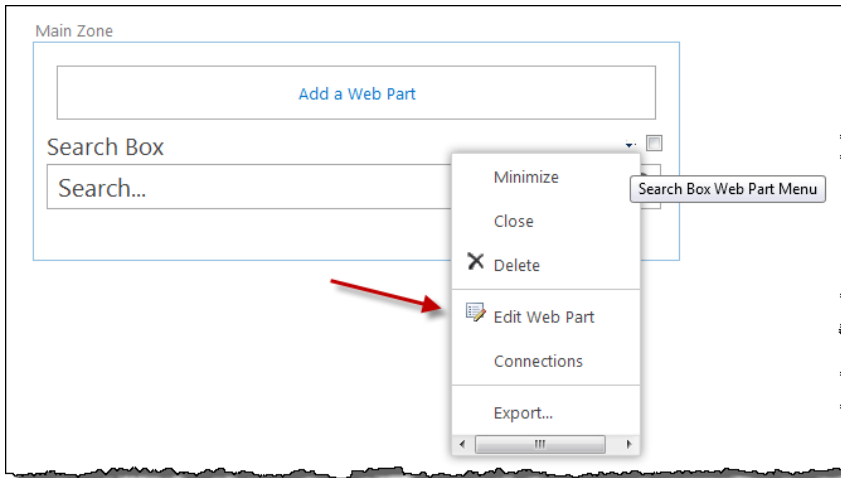 Main Zone
Add a Web Part
Search Box
Search...
Minimize
Search Box Web Part Menu
Close
Delete
Edit Web Part
Connections
Export...